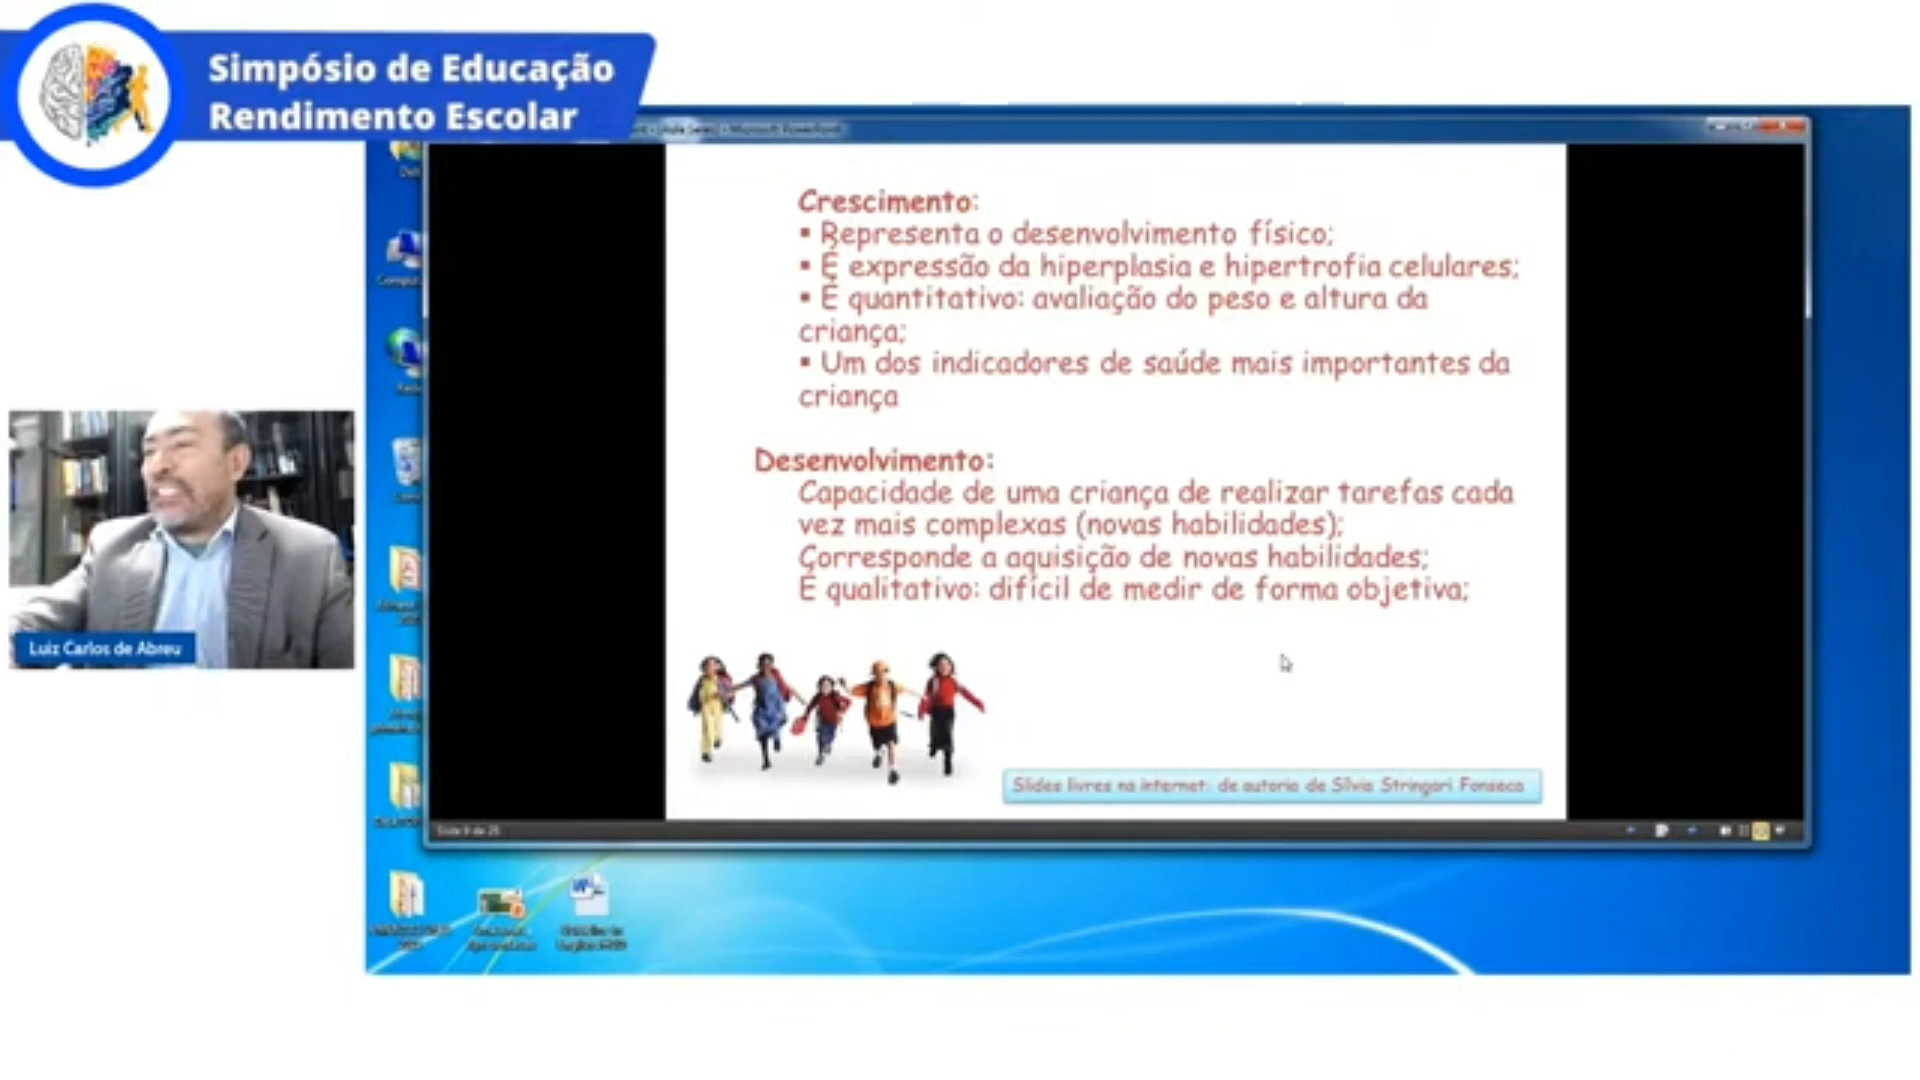 Simpósio de Educação
Rendimento Escolar
Microsoft PowerPoint
Crescimento:
▪ Representa o desenvolvimento físico;
▪ É expressão da hiperplasia e hipertrofia celulares;
▪ É quantitativo: avaliação do peso e altura da
criança;
▪ Um dos indicadores de saúde mais importantes da
criança
Desenvolvimento:
Capacidade de uma criança de realizar tarefas cada
vez mais complexas (novas habilidades);
Corresponde a aquisição de novas habilidades;
É qualitativo: difícil de medir de forma objetiva;
Luiz Carlos de Abreu
Slides livres na internet: de autoria de Sílvia Stringari Fonseca